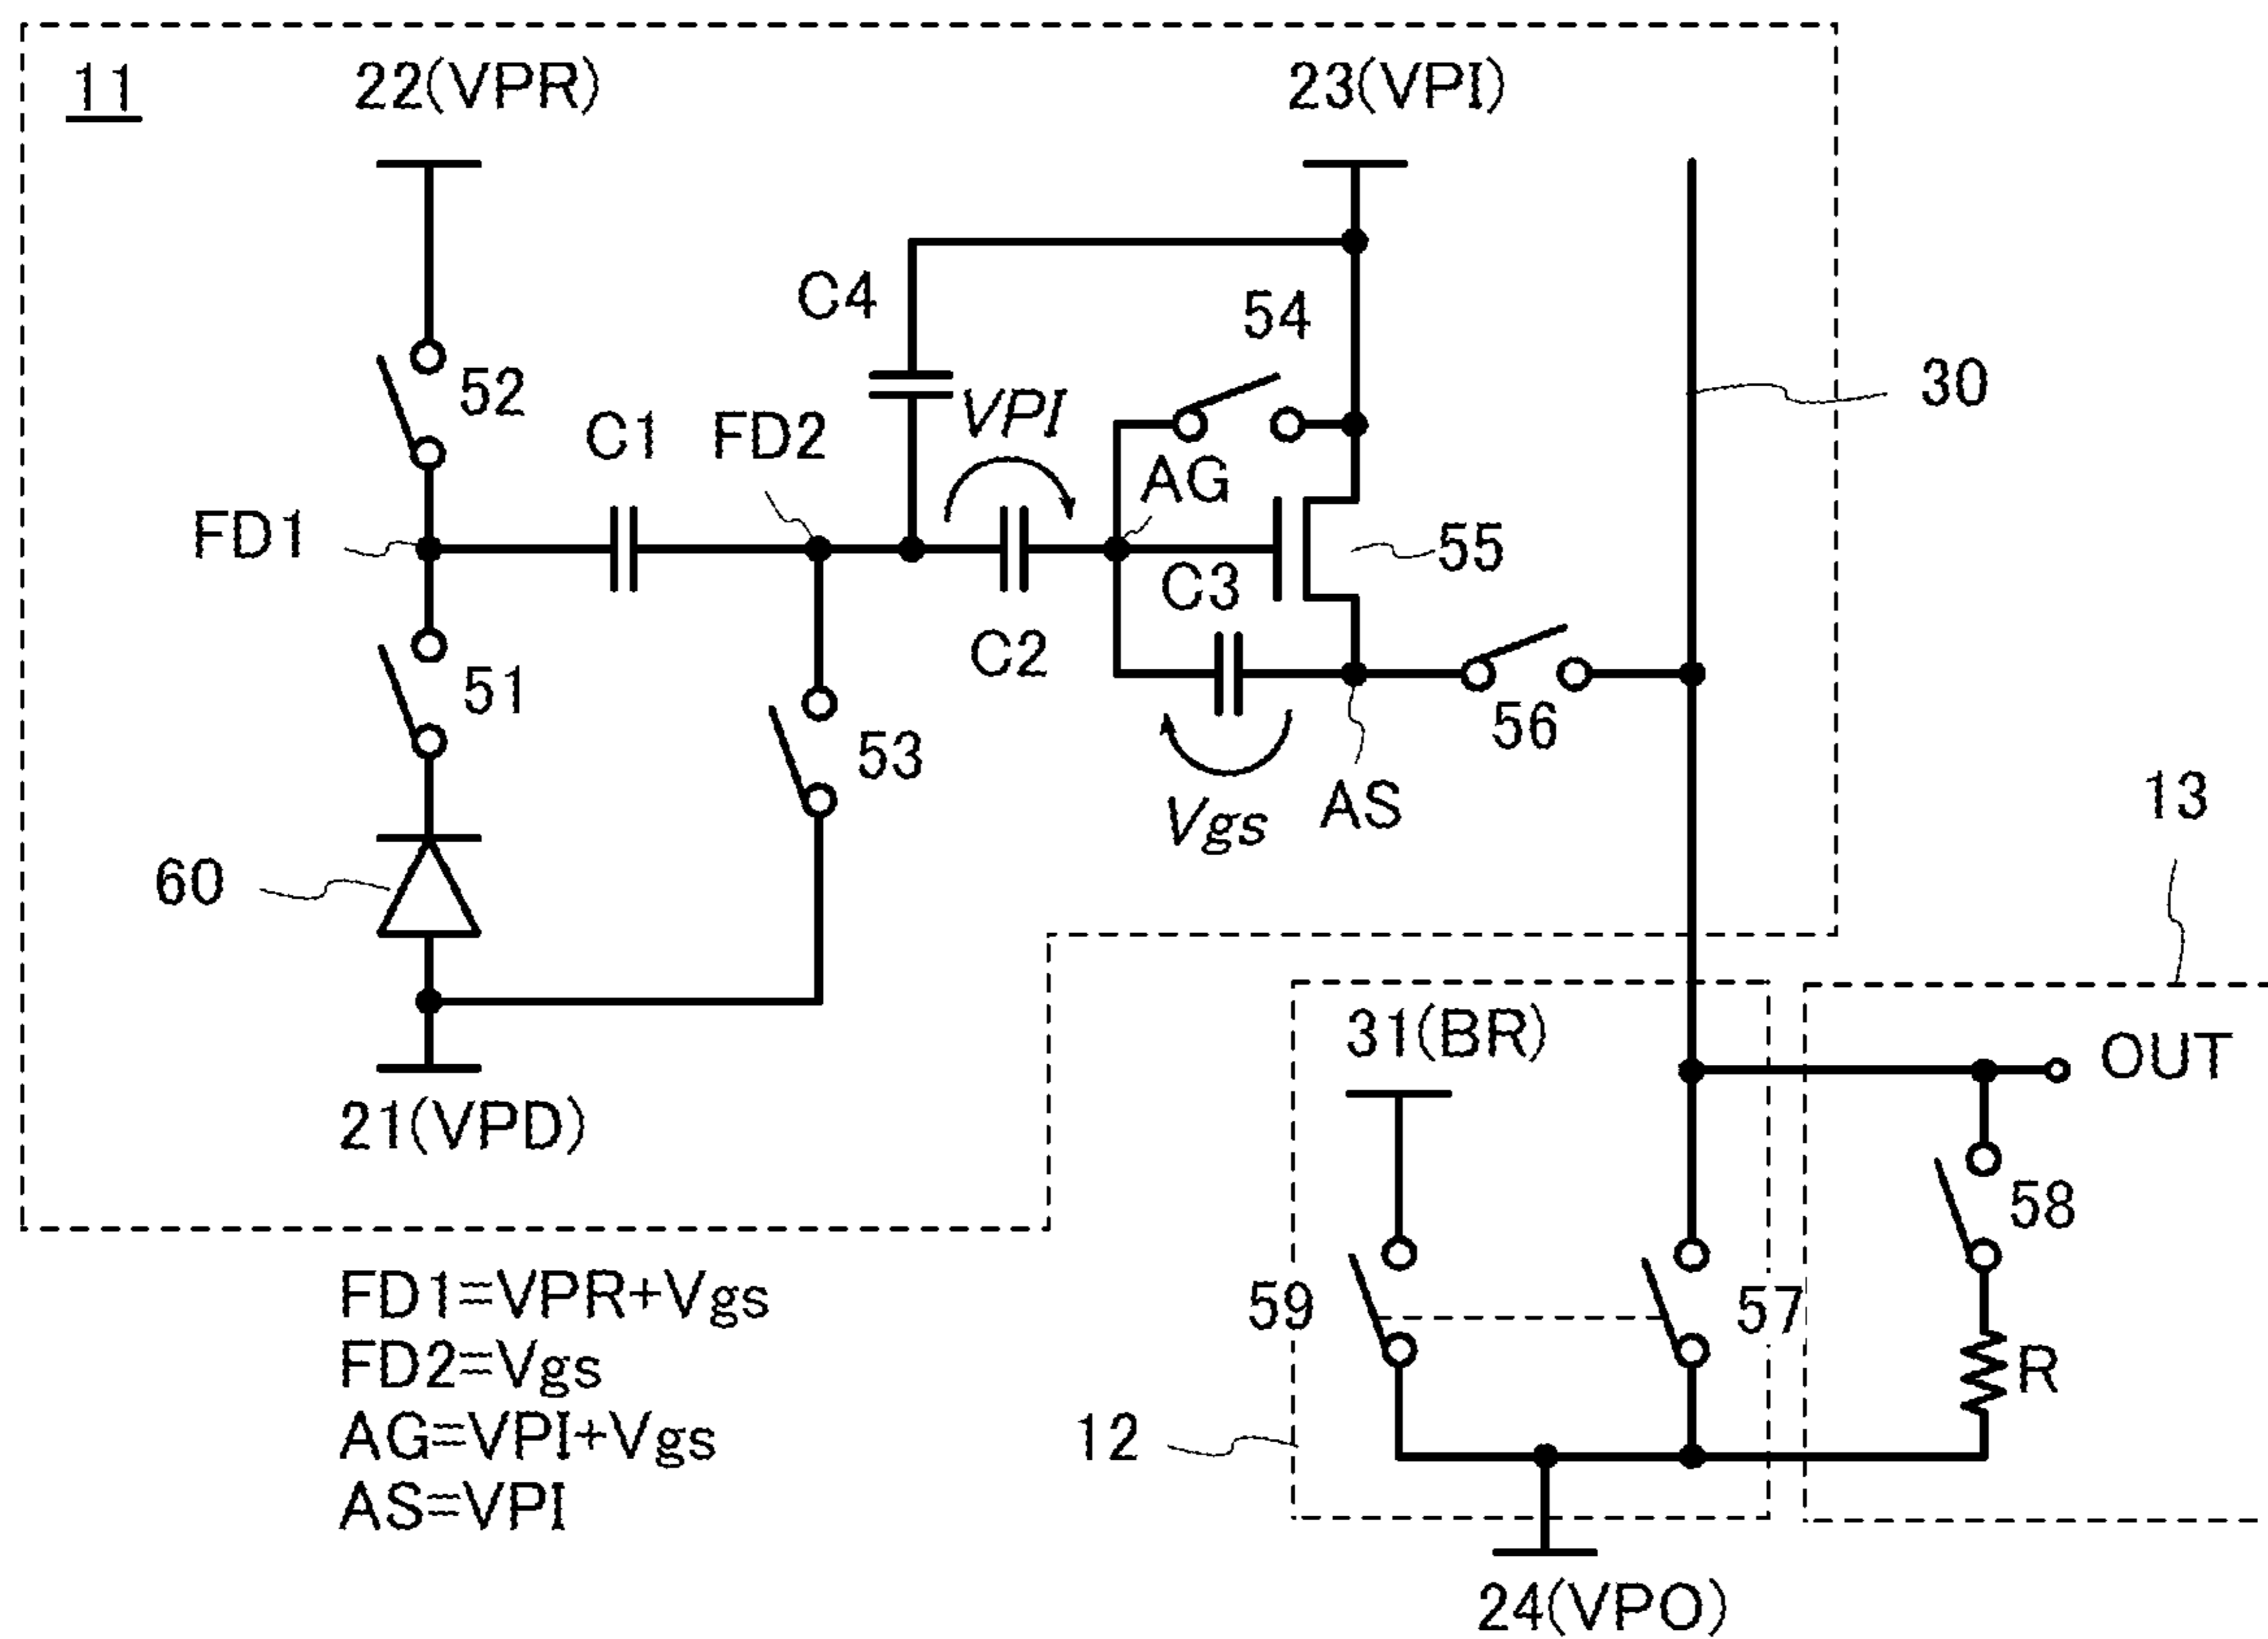 11
22(VPR)
23(VPI)
C4
54
52
VPI
30
C1
FD2
AG
FD1
55
C3
C2
51
56
53
AS
Vgs
13
60
31(BR)
OUT
21(VPD)
58
59
57
R
12
24(VPO)
FD1=VPR+Vgs
FD2=Vgs
AG=VPI+Vgs
AS=VPI